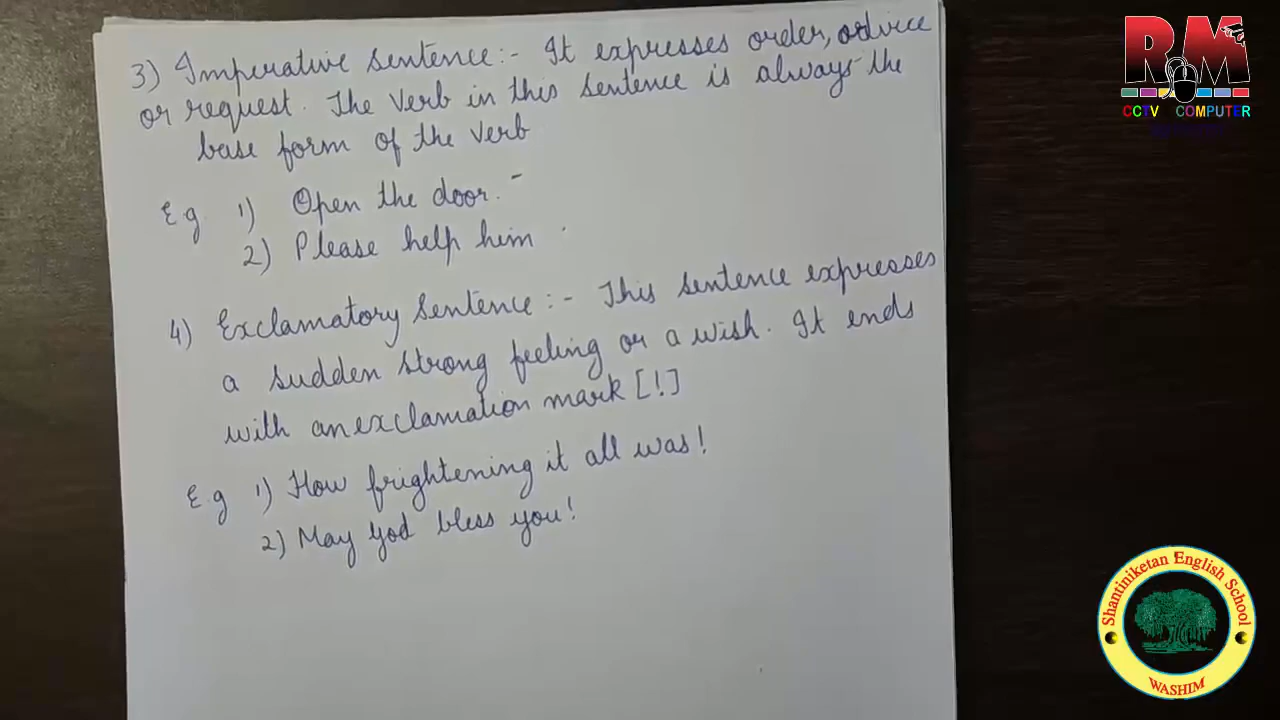 3) Imperative Sentence :- It expresses order, advice
or request. The Verb in this sentence is always the
base form of the Verb
E.g 1) Open the door.
2) Please help him
4) Exclamatory Sentence :- This sentence expresses
a sudden strong feeling or a wish. It ends
with an exclamation mark [!]
E.g 1) How frightening it all was!
2) May God bless you!
RM
CCTV COMPUTER
Shantiniketan English School
WASHIM